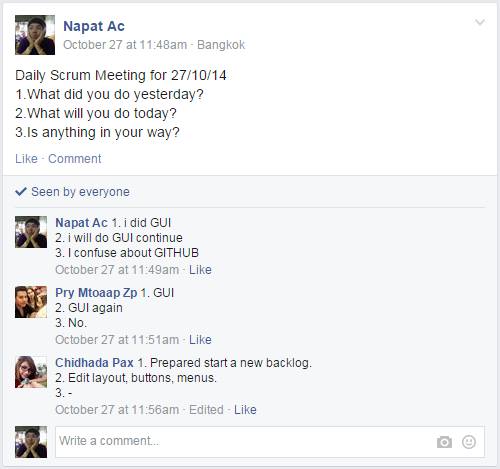 Napat Ac
October 27 at 11:48am · Bangkok
Daily Scrum Meeting for 27/10/14
1.What did you do yesterday?
2.What will you do today?
3.Is anything in your way?
Like · Comment
Seen by everyone
Napat Ac 1. i did GUI
2. i will do GUI continue
3. I confuse about GITHUB
October 27 at 11:49am · Like
Pry Mtoaap Zp 1. GUI
2. GUI again
3. No.
October 27 at 11:51am · Like
Chidhada Pax 1. Prepared start a new backlog.
2. Edit layout, buttons, menus.
3. -
October 27 at 11:56am · Edited · Like
Write a comment...